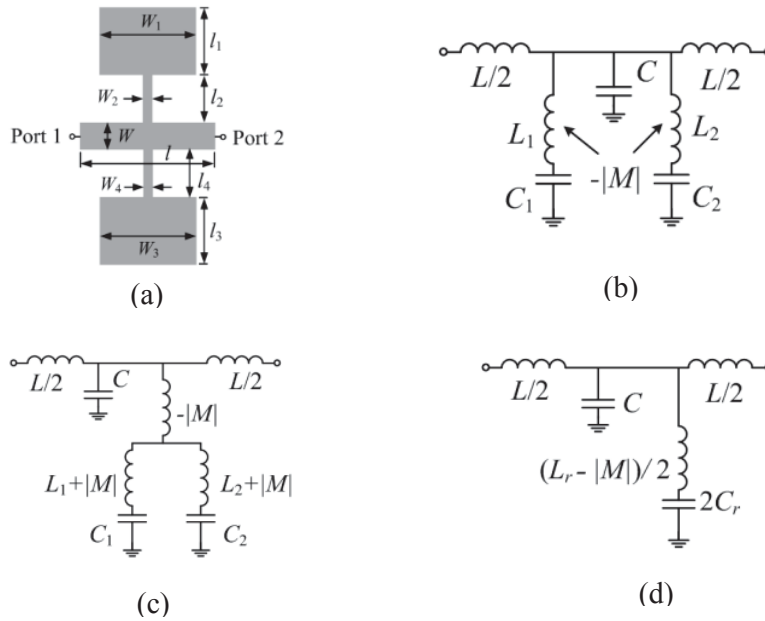 W₁
l₁
W₂
l₂
Port 1
W
Port 2
l
W₄
l₄
W₃
l₃
(a)
L/2
C
L/2
L₁
L₂
-|M|
C₁
C₂
(b)
L/2
C
L/2
-|M|
L₁+|M|
L₂+|M|
C₁
C₂
(c)
L/2
C
L/2
(Lᵣ - |M|)/2
2Cᵣ
(d)